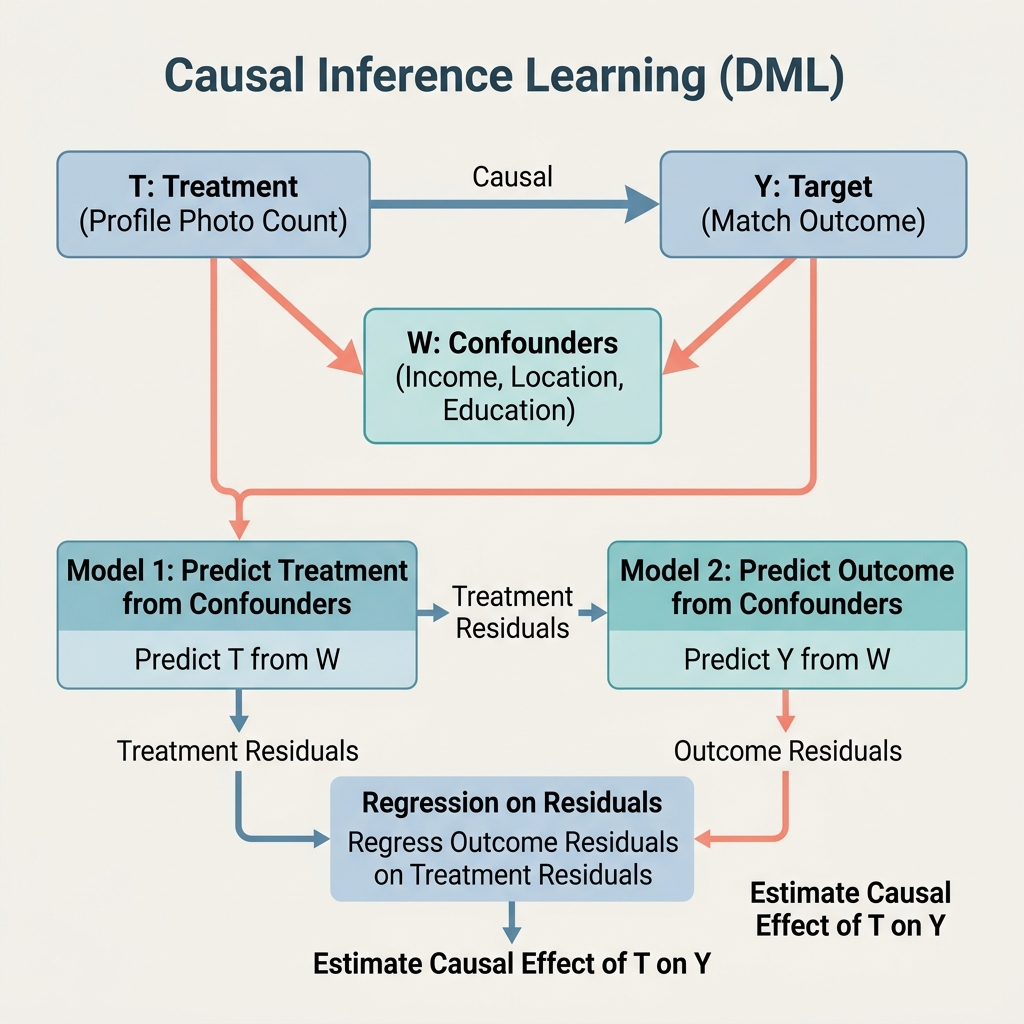 Causal Inference Learning (DML)
T: Treatment
(Profile Photo Count)
Causal
Y: Target
(Match Outcome)
W: Confounders
(Income, Location,
Education)
Model 1: Predict Treatment
from Confounders
Predict T from W
Treatment
Residuals
Model 2: Predict Outcome
from Confounders
Predict Y from W
Treatment Residuals
Outcome Residuals
Regression on Residuals
Regress Outcome Residuals
on Treatment Residuals
Estimate Causal
Effect of T on Y
Estimate Causal Effect of T on Y